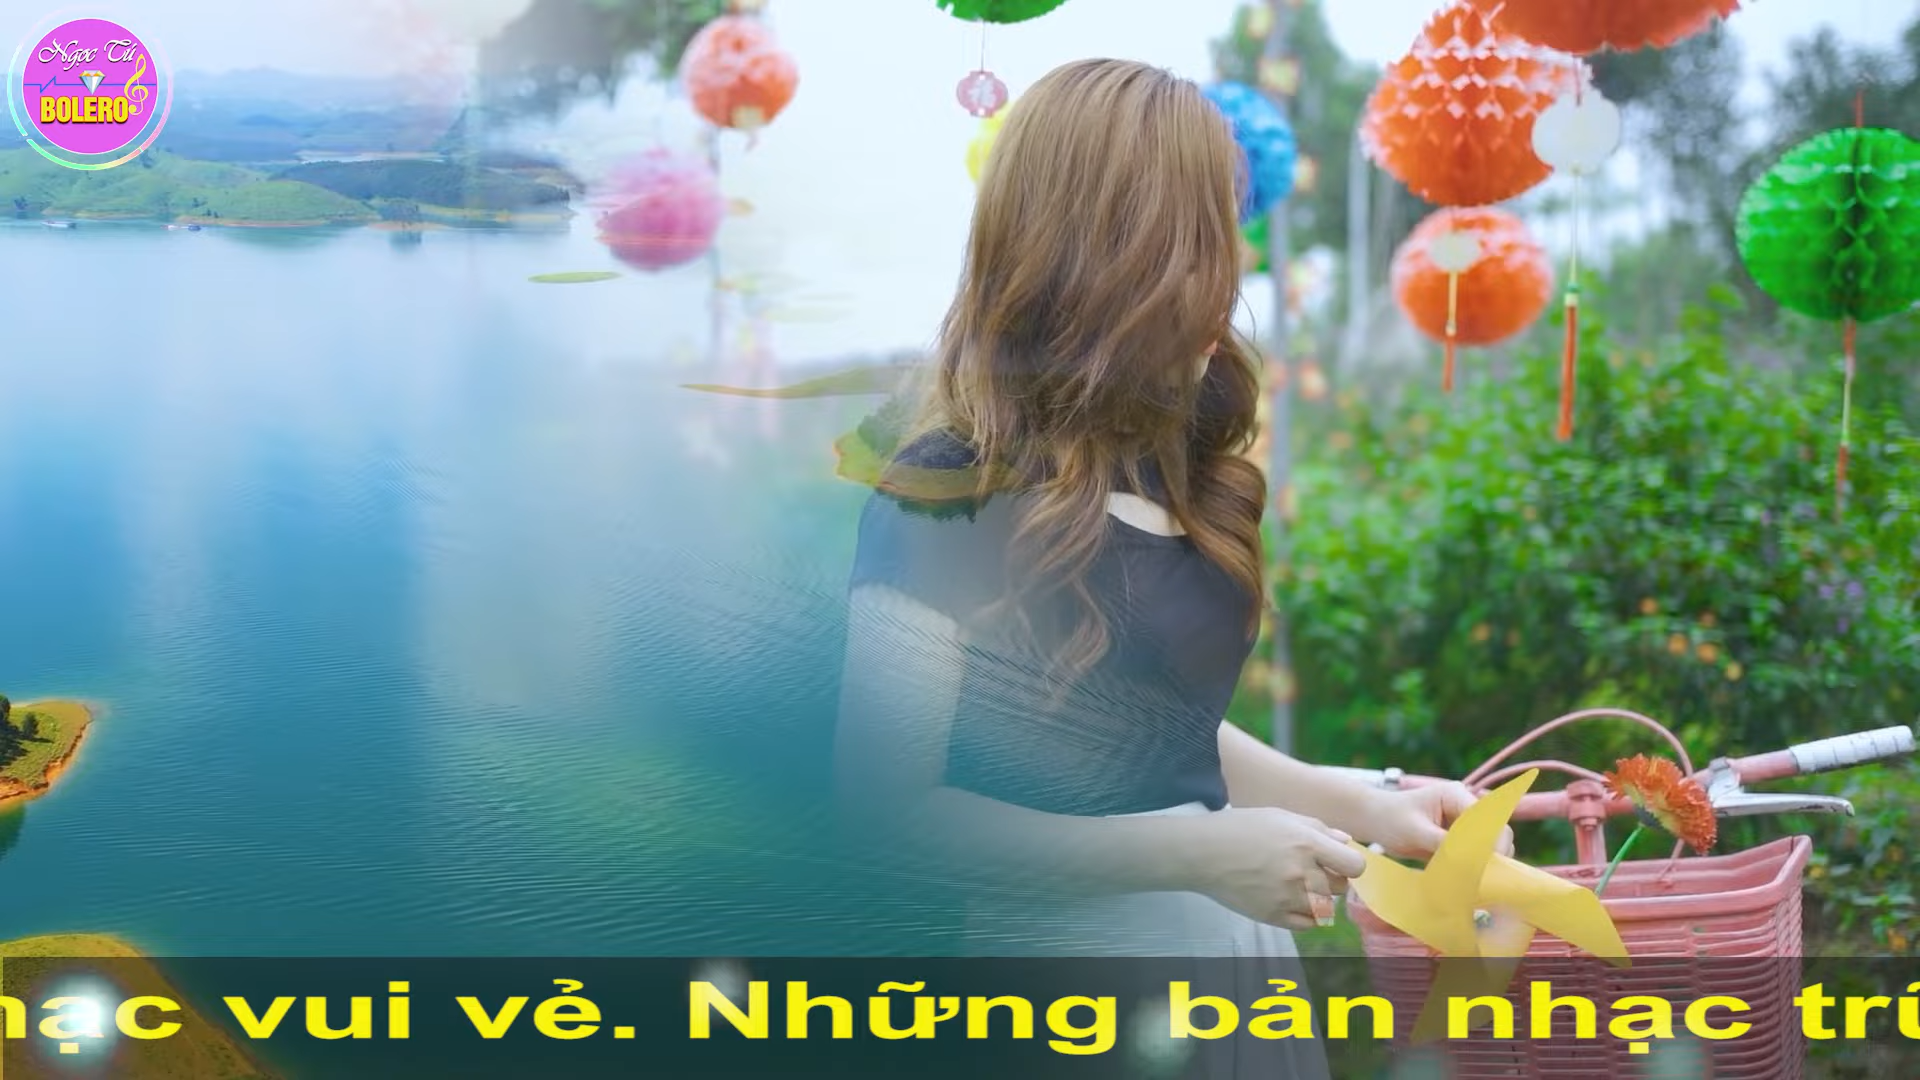 Ngọc Tú
BOLERO
nhạc vui vẻ. Những bản nhạc trữ